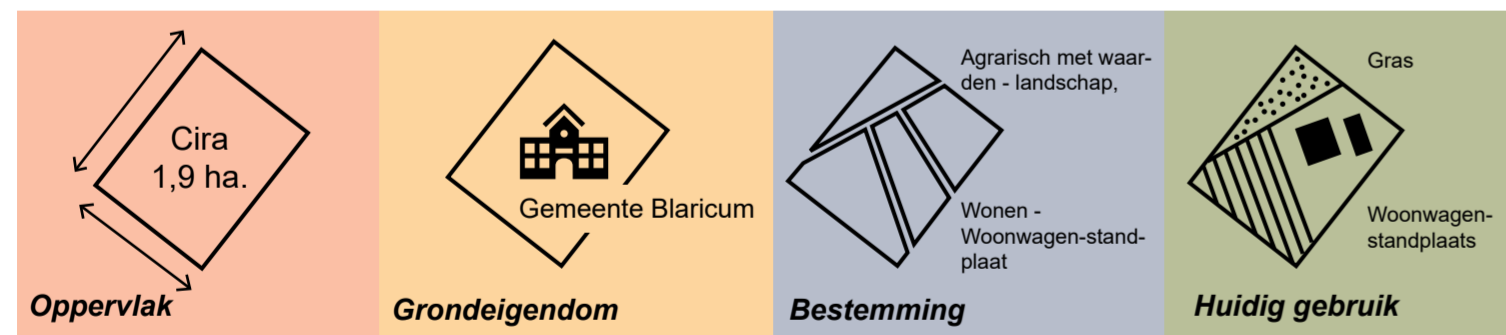 Cira
1,9 ha.
Oppervlak
Gemeente Blaricum
Grondeigendom
Agrarisch met waar-
den - landschap,
Wonen -
Woonwagen-stand-
plaat
Bestemming
Gras
Woonwagen-
standplaats
Huidig gebruik